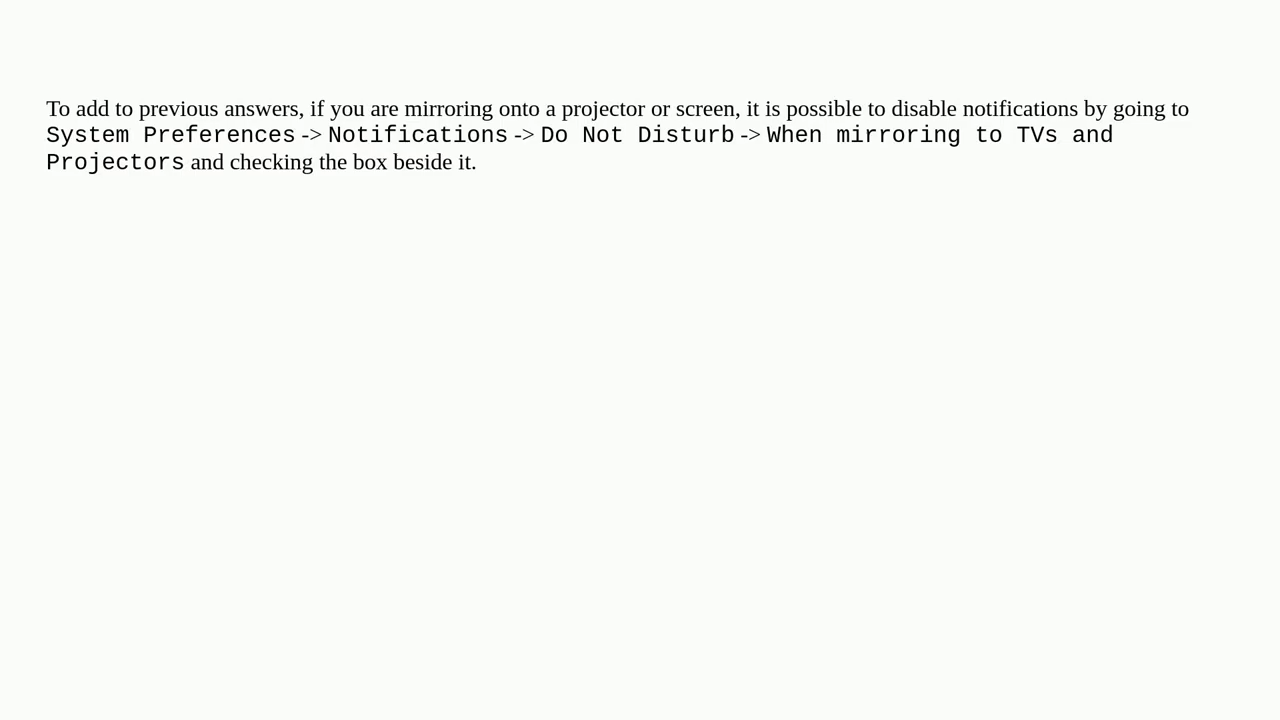 To add to previous answers, if you are mirroring onto a projector or screen, it is possible to disable notifications by going to
System Preferences -> Notifications -> Do Not Disturb -> When mirroring to TVs and
Projectors and checking the box beside it.